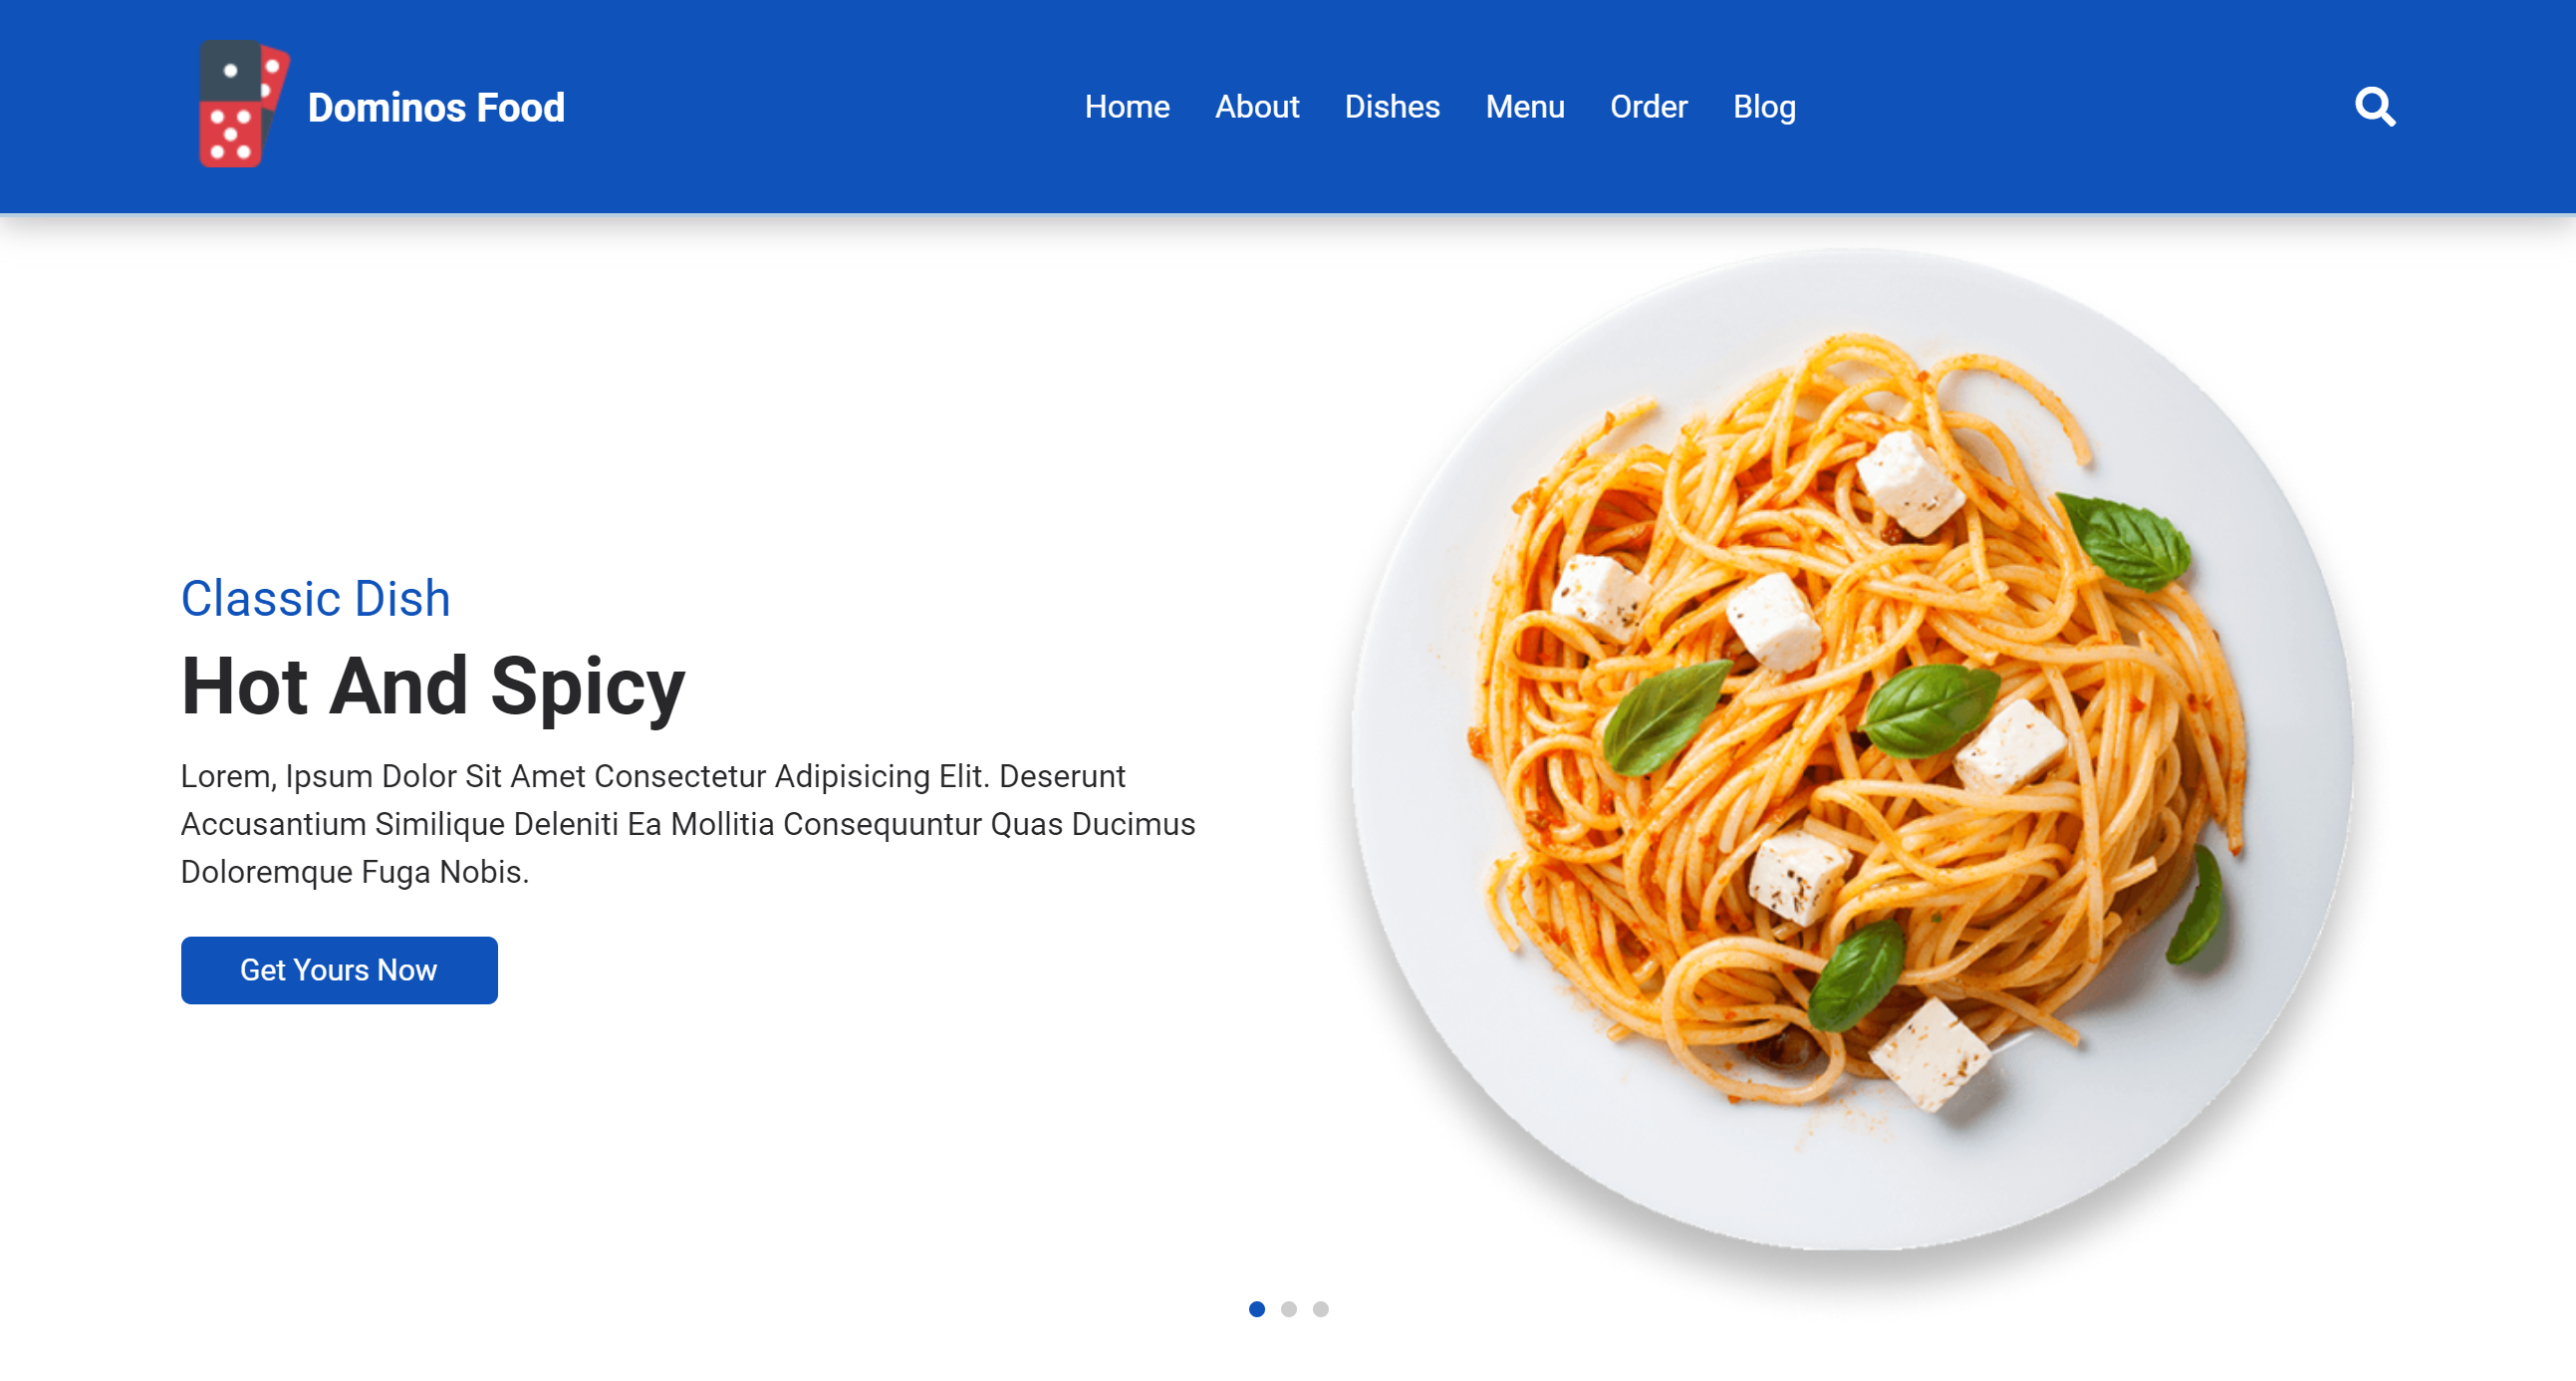 Dominos Food
Home About Dishes Menu Order Blog
Classic Dish
Hot And Spicy
Lorem, Ipsum Dolor Sit Amet Consectetur Adipisicing Elit. Deserunt
Accusantium Similique Deleniti Ea Mollitia Consequuntur Quas Ducimus
Doloremque Fuga Nobis.
Get Yours Now